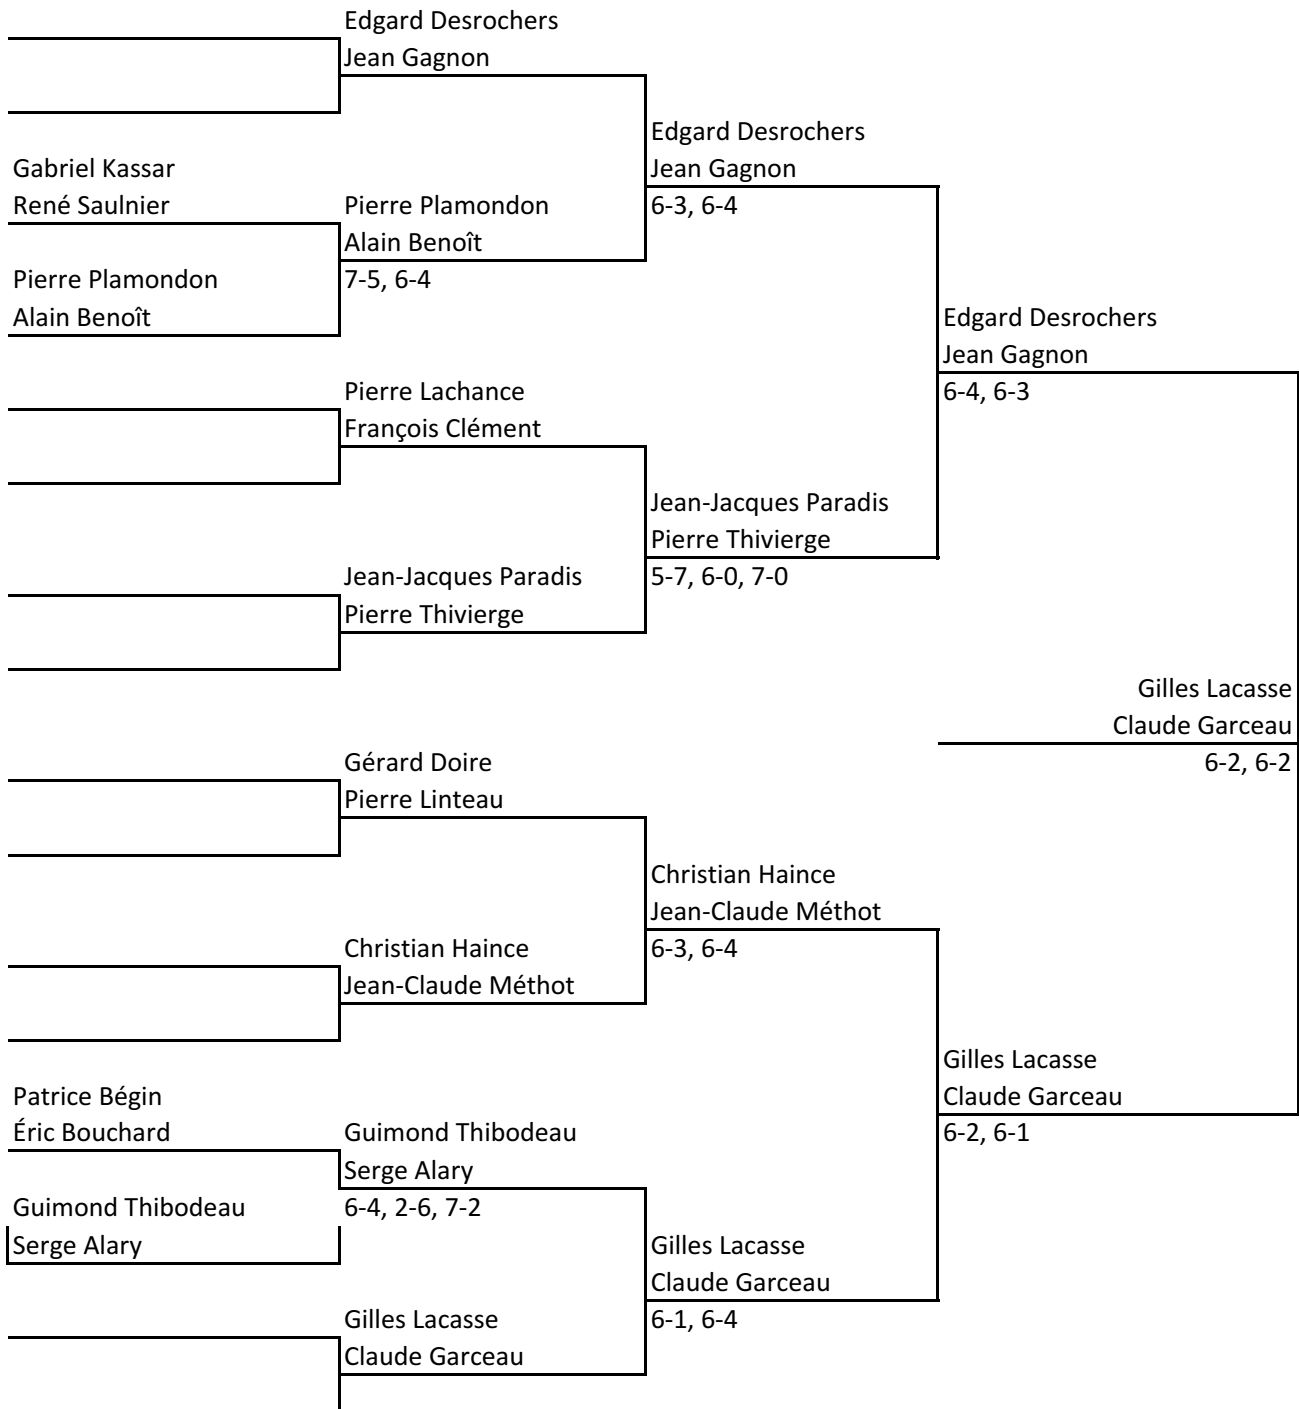 Edgard Desrochers
Jean Gagnon
Edgard Desrochers
Gabriel Kassar
Jean Gagnon
René Saulnier
Pierre Plamondon
6-3, 6-4
Alain Benoît
Pierre Plamondon
7-5, 6-4
Alain Benoît
Edgard Desrochers
Jean Gagnon
Pierre Lachance
6-4, 6-3
François Clément
Jean-Jacques Paradis
Pierre Thivierge
Jean-Jacques Paradis
5-7, 6-0, 7-0
Pierre Thivierge
Gilles Lacasse
Claude Garceau
Gérard Doire
6-2, 6-2
Pierre Linteau
Christian Haince
Jean-Claude Méthot
Christian Haince
6-3, 6-4
Jean-Claude Méthot
Gilles Lacasse
Patrice Bégin
Claude Garceau
Éric Bouchard
Guimond Thibodeau
6-2, 6-1
Serge Alary
Guimond Thibodeau
6-4, 2-6, 7-2
Serge Alary
Gilles Lacasse
Claude Garceau
Gilles Lacasse
6-1, 6-4
Claude Garceau